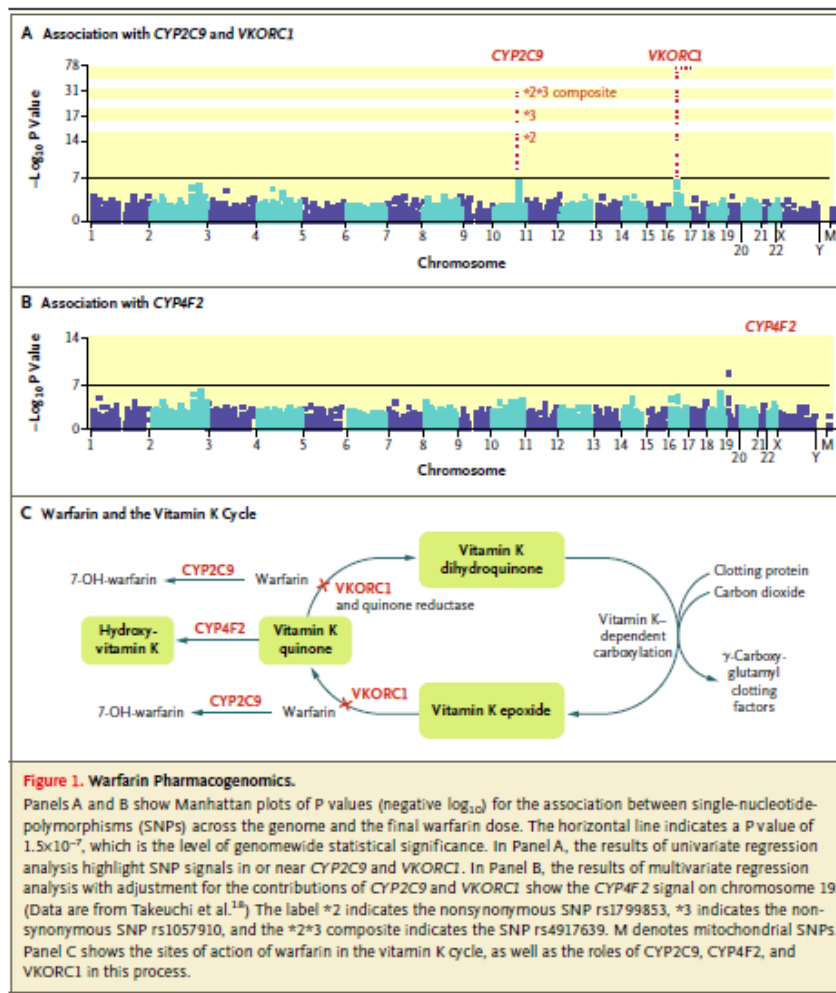 A Association with CYP2C9 and VKORC1
CYP2C9
VKORC1
78
31
17
14
7
0
–Log10 P Value
*2*3 composite
*3
*2
1 2 3 4 5 6 7 8 9 10 11 12 13 14 15 16 17 18 19 21 X M
20 22 Y
Chromosome
B Association with CYP4F2
CYP4F2
14
7
0
–Log10 P Value
1 2 3 4 5 6 7 8 9 10 11 12 13 14 15 16 17 18 19 21 X M
20 22 Y
Chromosome
C Warfarin and the Vitamin K Cycle
7-OH-warfarin
CYP2C9
Warfarin
VKORC1
and quinone reductase
Vitamin K
dihydroquinone
Clotting protein
Carbon dioxide
Hydroxy-
vitamin K
CYP4F2
Vitamin K
quinone
Vitamin K–
dependent
carboxylation
γ-Carboxy-
glutamyl
clotting
factors
7-OH-warfarin
CYP2C9
Warfarin
VKORC1
Vitamin K epoxide
Figure 1. Warfarin Pharmacogenomics.
Panels A and B show Manhattan plots of P values (negative log10) for the association between single-nucleotide-
polymorphisms (SNPs) across the genome and the final warfarin dose. The horizontal line indicates a P value of
1.5×10−7, which is the level of genomewide statistical significance. In Panel A, the results of univariate regression
analysis highlight SNP signals in or near CYP2C9 and VKORC1. In Panel B, the results of multivariate regression
analysis with adjustment for the contributions of CYP2C9 and VKORC1 show the CYP4F2 signal on chromosome 19.
(Data are from Takeuchi et al.18) The label *2 indicates the nonsynonymous SNP rs1799853, *3 indicates the non-
synonymous SNP rs1057910, and the *2*3 composite indicates the SNP rs4917639. M denotes mitochondrial SNPs.
Panel C shows the sites of action of warfarin in the vitamin K cycle, as well as the roles of CYP2C9, CYP4F2, and
VKORC1 in this process.